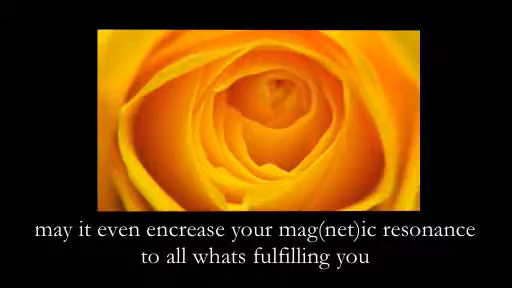 may it even encrease your mag(net)ic resonance
to all whats fulfilling you